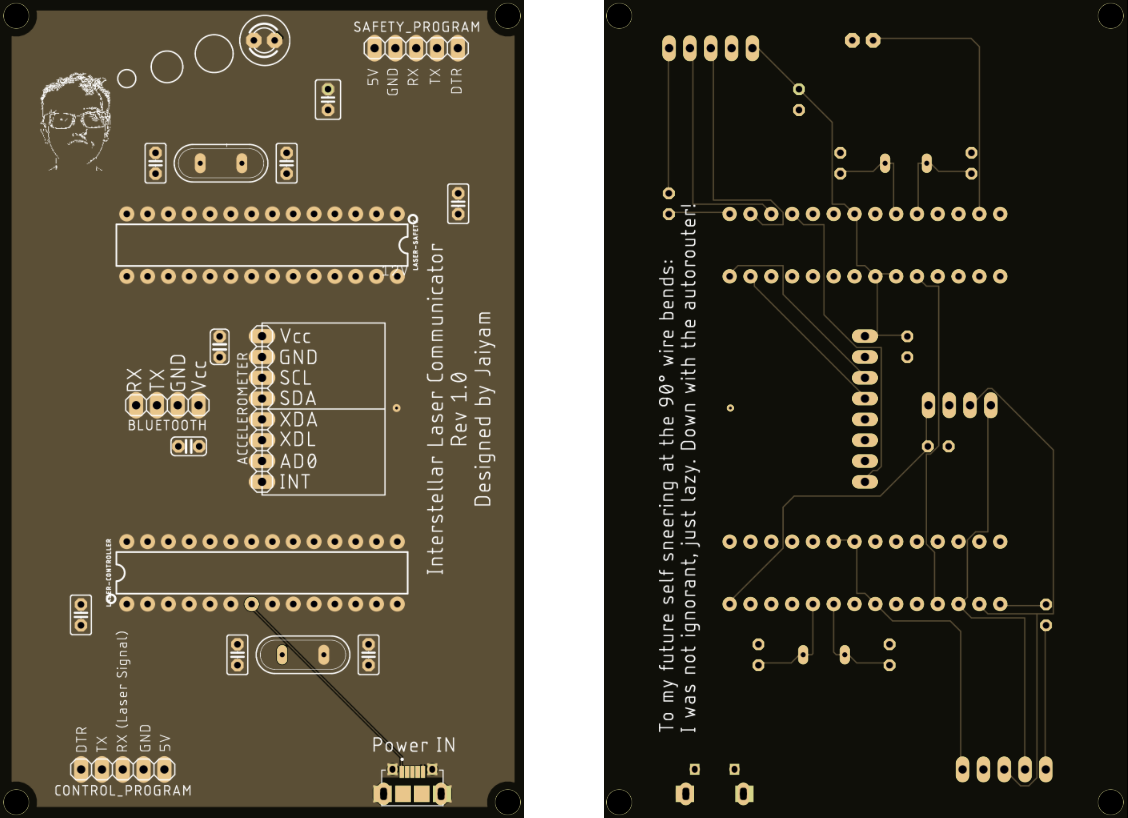 SAFETY_PROGRAM
5V
GND
RX
TX
DTR
LASER-SAFETY
Vcc
GND
SCL
SDA
XDA
XDL
AD0
INT
ACCELEROMETER
RX
TX
GND
Vcc
BLUETOOTH
Interstellar Laser Communicator
Rev 1.0
Designed by Jaiyam
LASER-CONTROLLER
DTR
TX
RX (Laser Signal)
GND
5V
CONTROL_PROGRAM
Power IN
To my future self sneering at the 90° wire bends:
I was not ignorant, just lazy. Down with the autorouter!